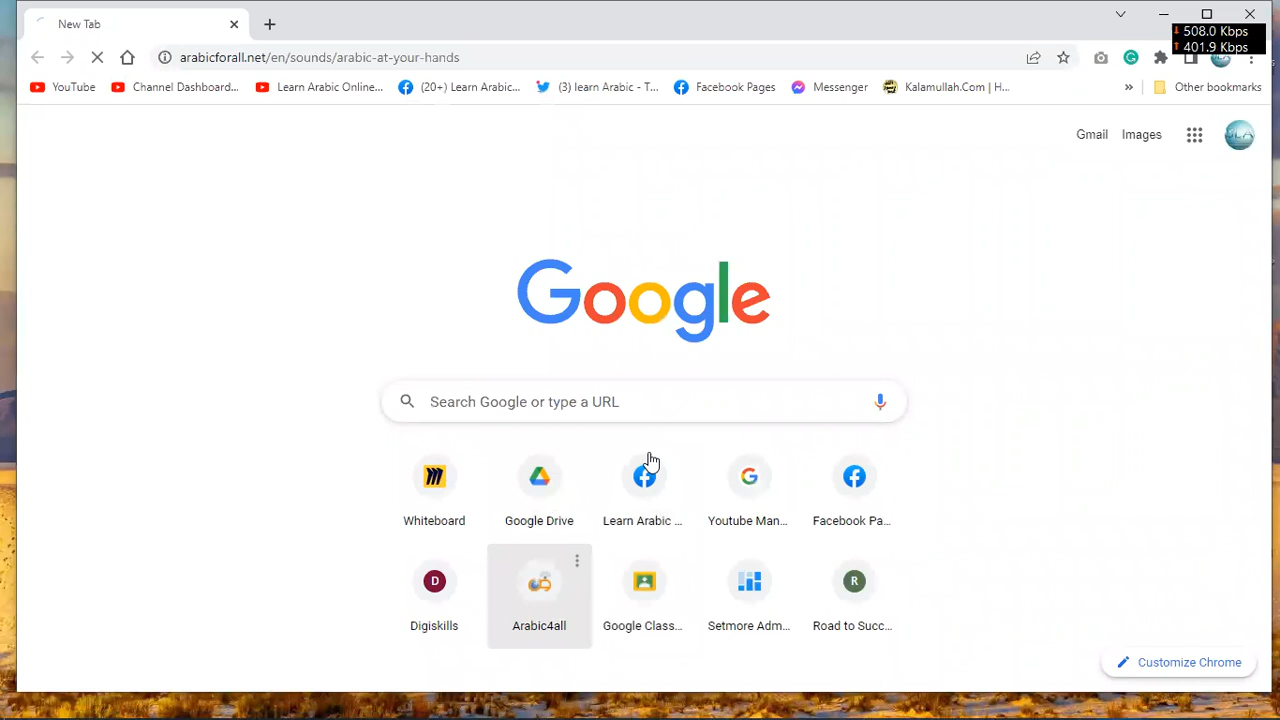 New Tab
508.0 Kbps
401.9 Kbps
arabicforall.net/en/sounds/arabic-at-your-hands
YouTube Channel Dashboard... Learn Arabic Online... (20+) Learn Arabic... (3) learn Arabic - T... Facebook Pages Messenger Kalamullah.Com | H... » Other bookmarks
Gmail Images
Google
Search Google or type a URL
Whiteboard Google Drive Learn Arabic ... Youtube Man... Facebook Pa...
D R
Digiskills Arabic4all Google Class... Setmore Adm... Road to Succ...
Customize Chrome